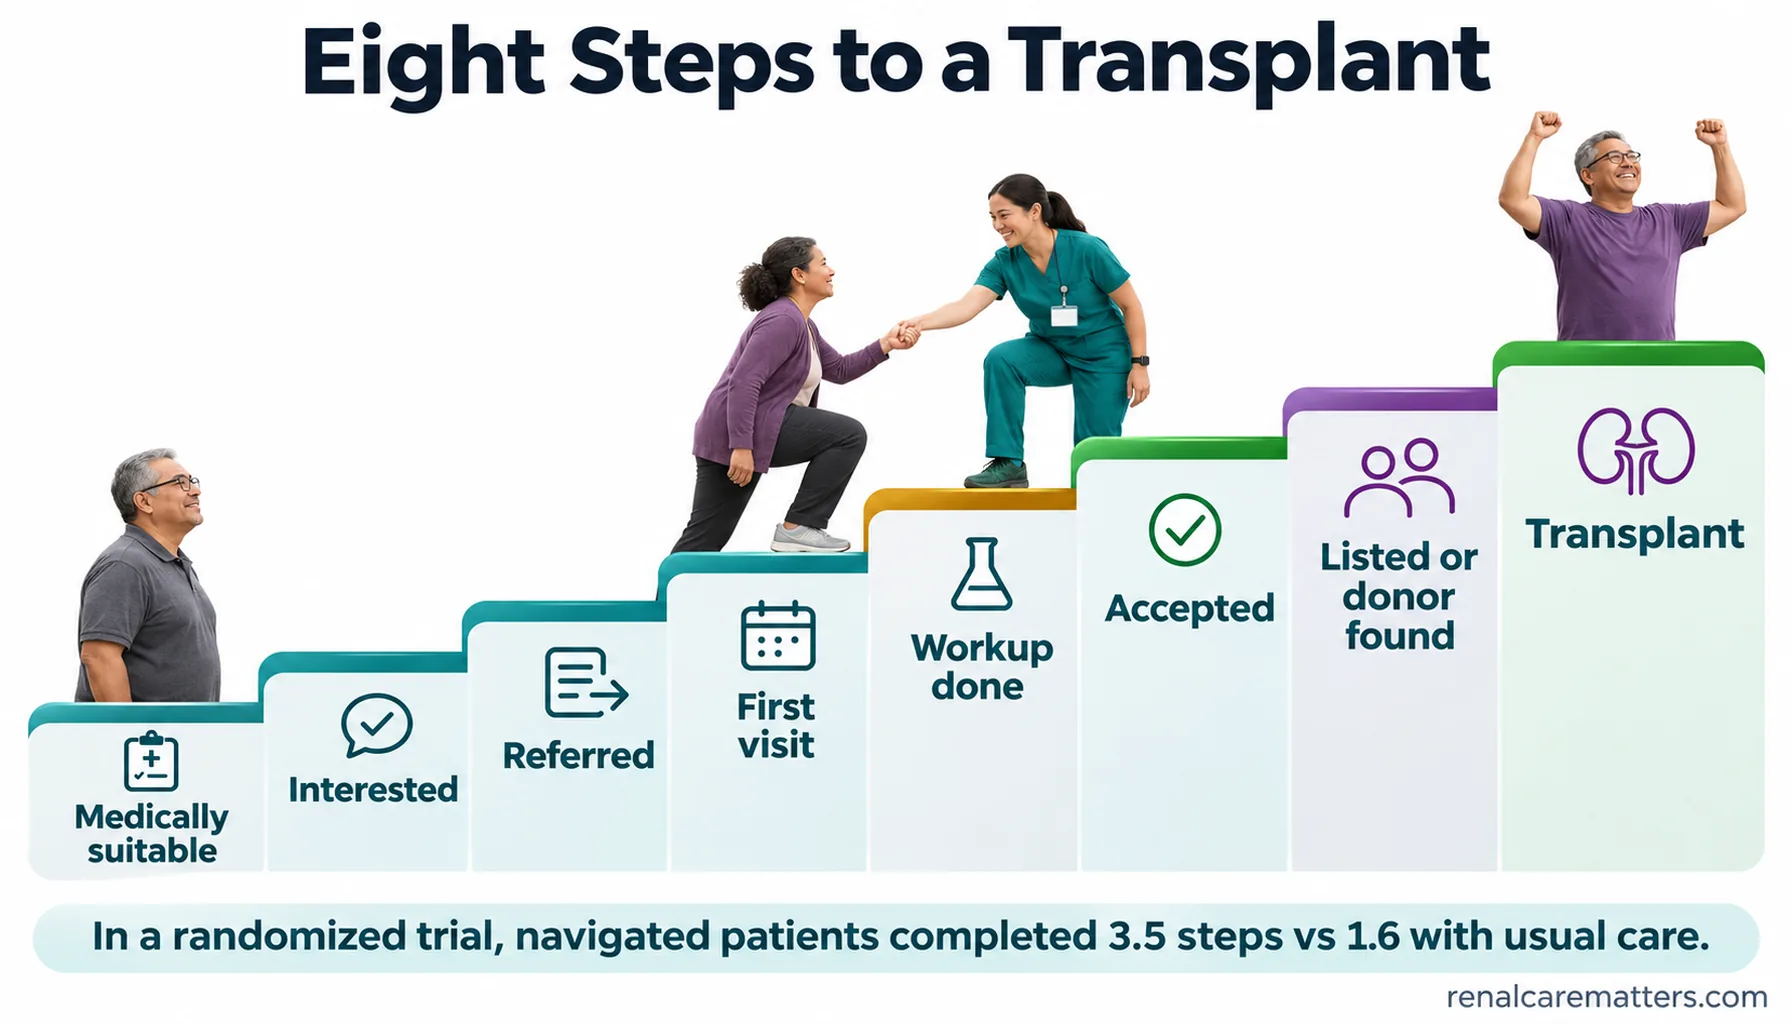 Eight Steps to a Transplant
Medically
suitable
Interested
Referred
First
visit
Workup
done
Accepted
Listed or
donor
found
Transplant
In a randomized trial, navigated patients completed 3.5 steps vs 1.6 with usual care.
renalcarematters.com